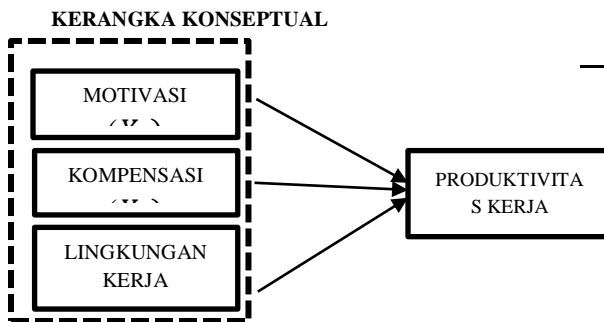 KERANGKA KONSEPTUAL
MOTIVASI
KOMPENSASI
LINGKUNGAN
KERJA
PRODUKTIVITA
S KERJA